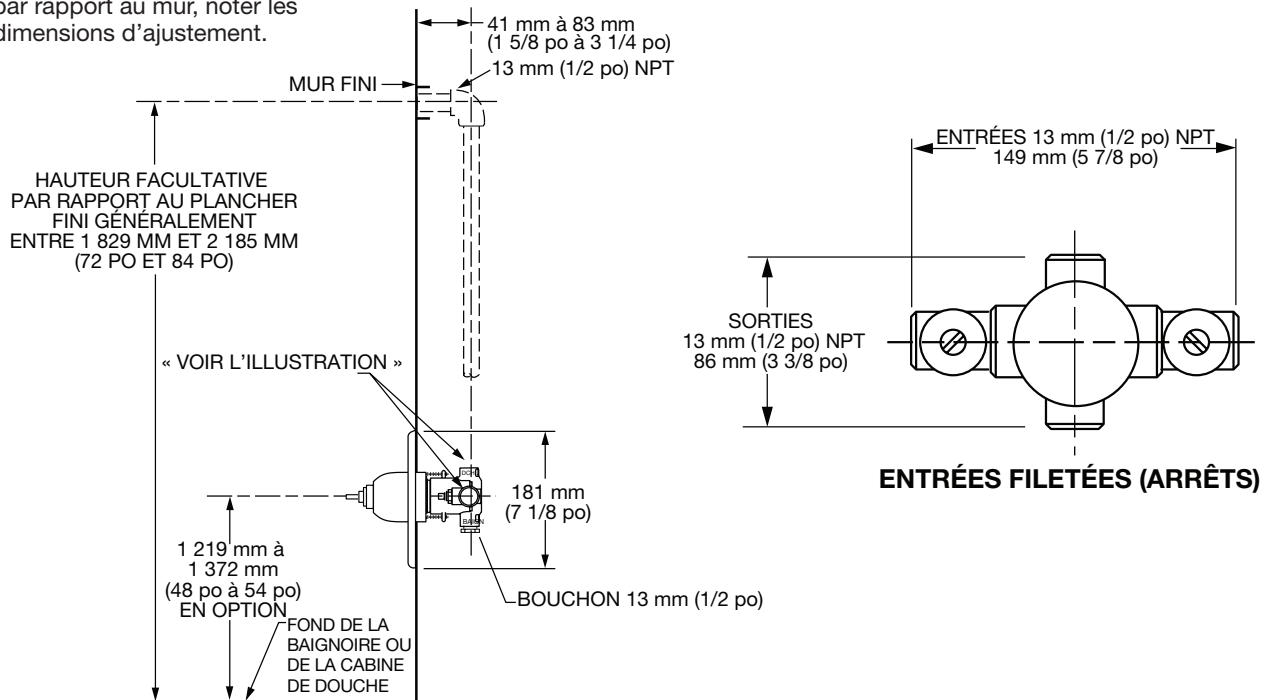 par rapport au mur, noter les
dimensions d'ajustement.
41 mm à 83 mm
(1 5/8 po à 3 1/4 po)
13 mm (1/2 po) NPT
MUR FINI
HAUTEUR FACULTATIVE
PAR RAPPORT AU PLANCHER
FINI GÉNÉRALEMENT
ENTRE 1 829 MM ET 2 185 MM
(72 PO ET 84 PO)
« VOIR L'ILLUSTRATION »
181 mm
(7 1/8 po)
1 219 mm à
1 372 mm
(48 po à 54 po)
EN OPTION
BOUCHON 13 mm (1/2 po)
FOND DE LA
BAIGNOIRE OU
DE LA CABINE
DE DOUCHE
ENTRÉES 13 mm (1/2 po) NPT
149 mm (5 7/8 po)
SORTIES
13 mm (1/2 po) NPT
86 mm (3 3/8 po)
ENTRÉES FILETÉES (ARRÊTS)